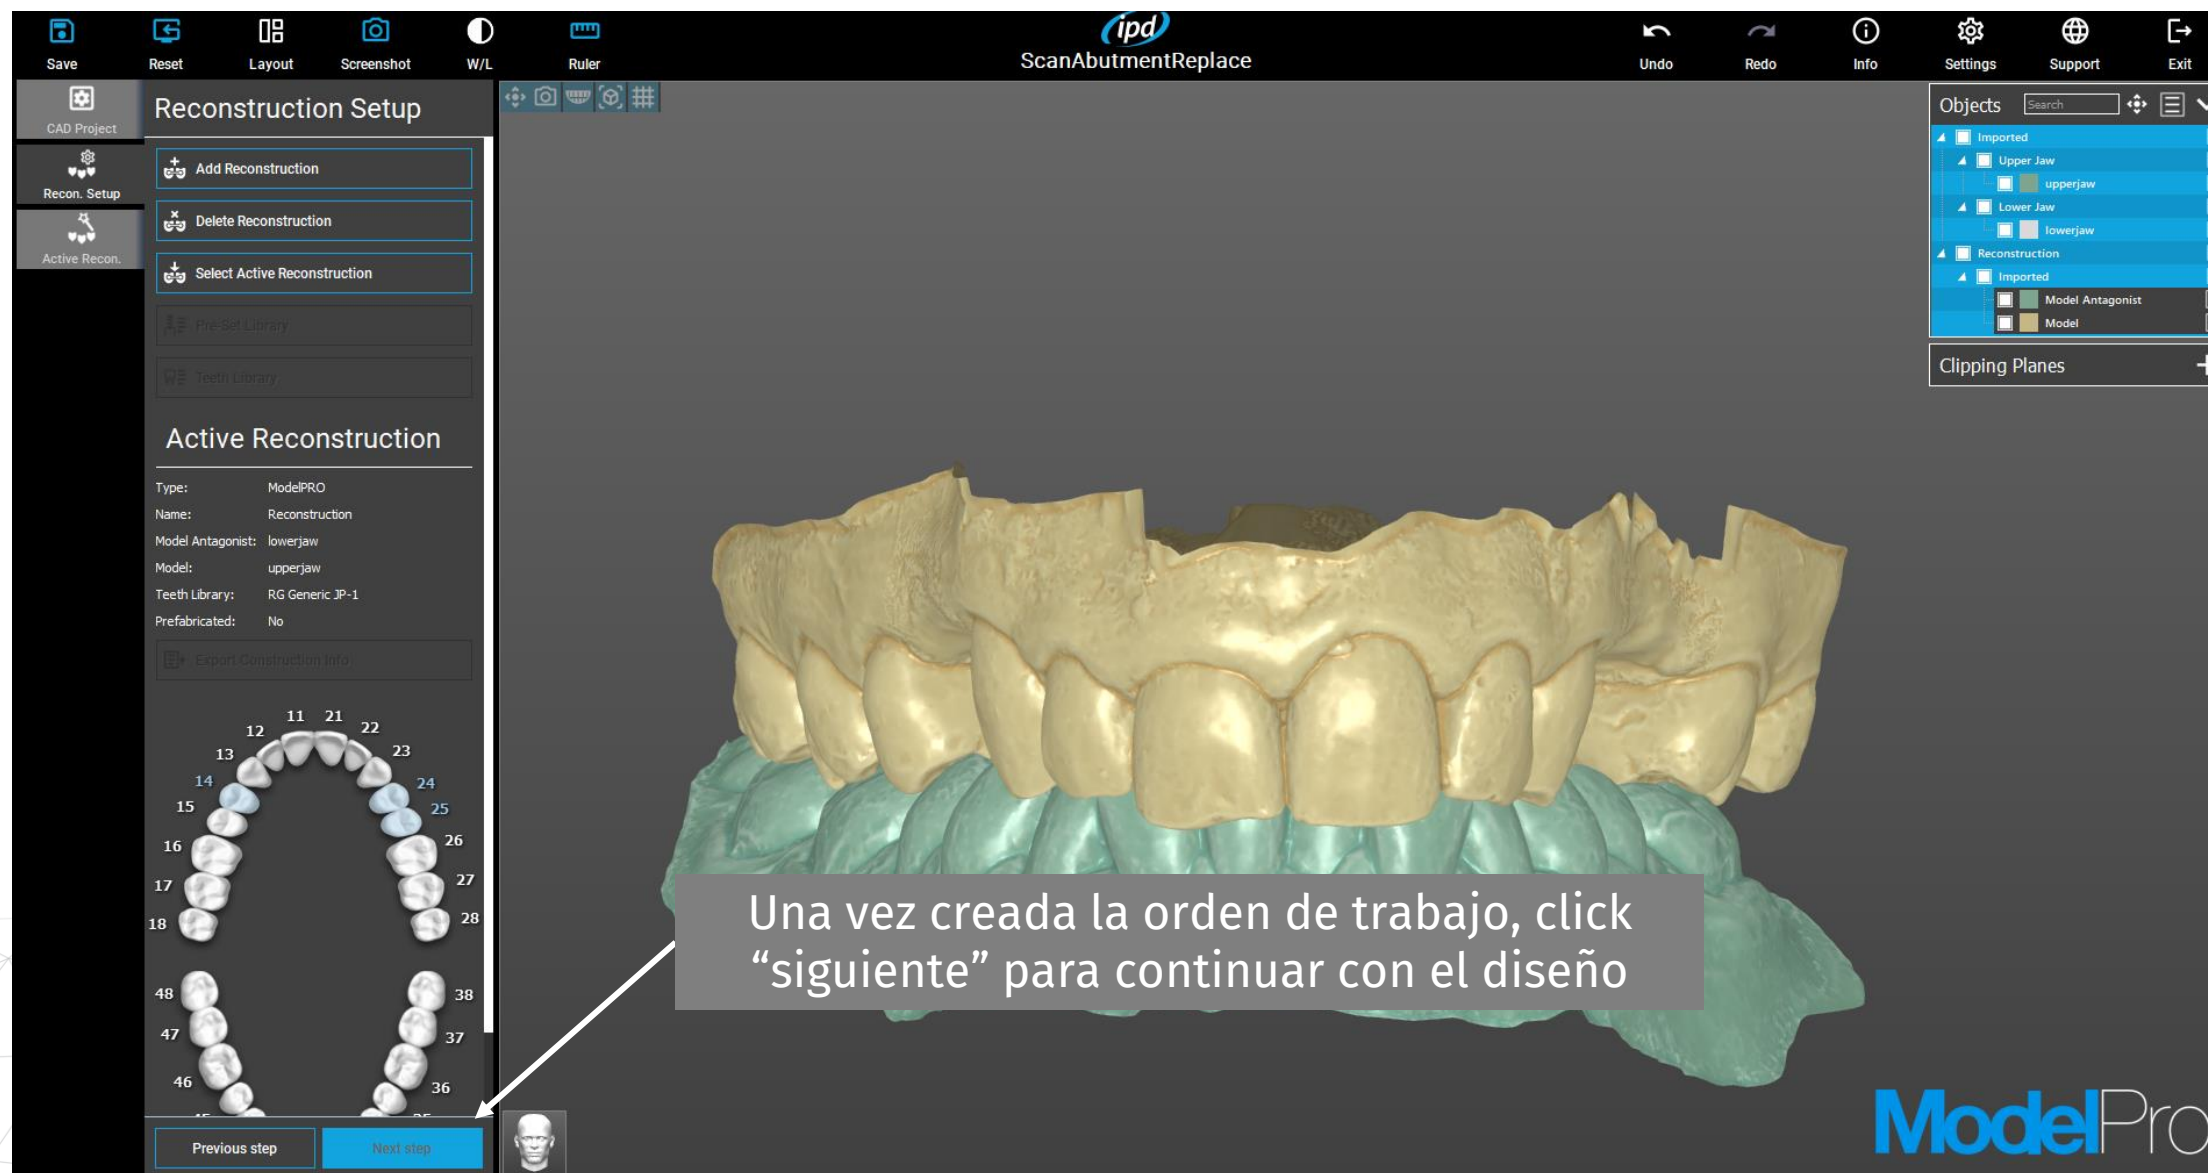 Save
Reset
Layout
Screenshot
W/L
Ruler
ipd
ScanAbutmentReplace
Undo
Redo
Info
Settings
Support
Exit
CAD Project
Recon. Setup
Active Recon.
Reconstruction Setup
Add Reconstruction
Delete Reconstruction
Select Active Reconstruction
Pre-Set Library
Teeth Library
Active Reconstruction
Type: ModelPRO
Name: Reconstruction
Model Antagonist: lowerjaw
Model: upperjaw
Teeth Library: RG Generic JP-1
Prefabricated: No
Export Construction Info
11 21
12 22
13 23
14 24
15 25
16 26
17 27
18 28
48 38
47 37
46 36
Previous step
Next step
Objects
Search
Imported
Upper Jaw
upperjaw
Lower Jaw
lowerjaw
Reconstruction
Imported
Model Antagonist
Model
Clipping Planes
Una vez creada la orden de trabajo, click
“siguiente” para continuar con el diseño
ModelPro